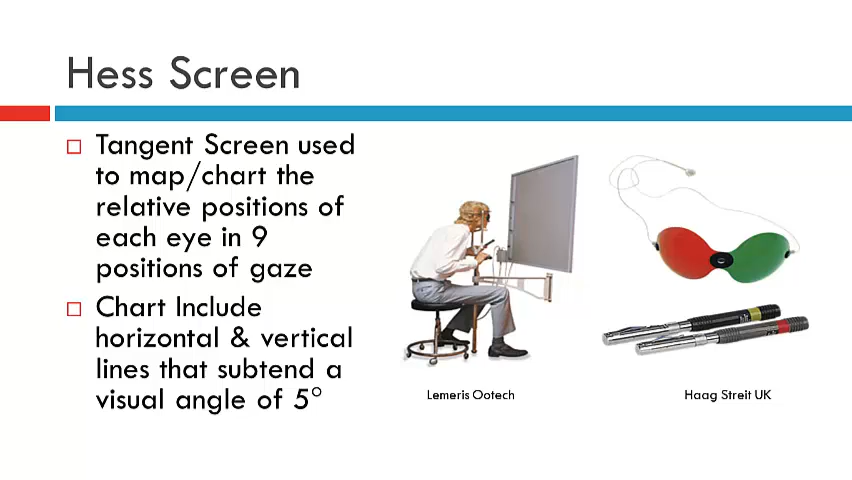 Hess Screen
Tangent Screen used
to map/chart the
relative positions of
each eye in 9
positions of gaze
Chart Include
horizontal & vertical
lines that subtend a
visual angle of 5°
Lemeris Ootech
Haag Streit UK